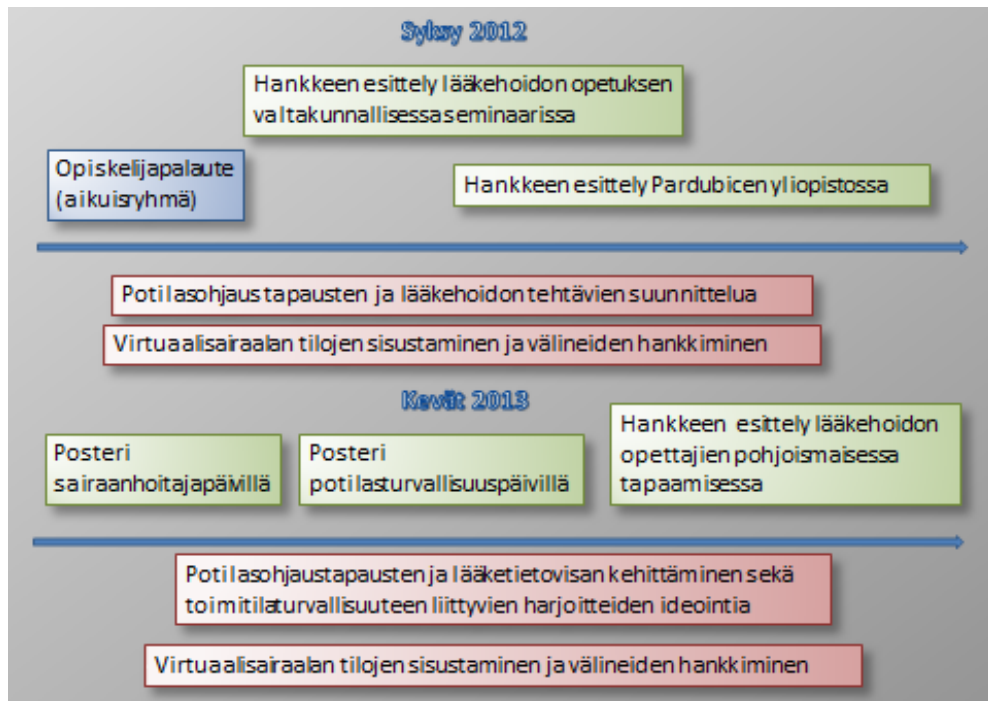 Syksy 2012
Hankkeen esittely lääkehoidon opetuksen
valtakunnallisessa seminaarissa
Opiskelijapalaute
(aikuisryhmä)
Hankkeen esittely Pardubicen yliopistossa
Potilasohjaustapausten ja lääkehoidon tehtävien suunnittelua
Virtuaalisairaalan tilojen sisustaminen ja välineiden hankkiminen
Kevät 2013
Posteri
sairaanhoitajapäivillä
Posteri
potilasturvallisuuspäivillä
Hankkeen esittely lääkehoidon
opettajien pohjoismaisessa
tapaamisessa
Potilasohjaustapausten ja lääketietovisan kehittäminen sekä
toimitilaturvallisuuteen liittyvien harjoitteiden ideointia
Virtuaalisairaalan tilojen sisustaminen ja välineiden hankkiminen